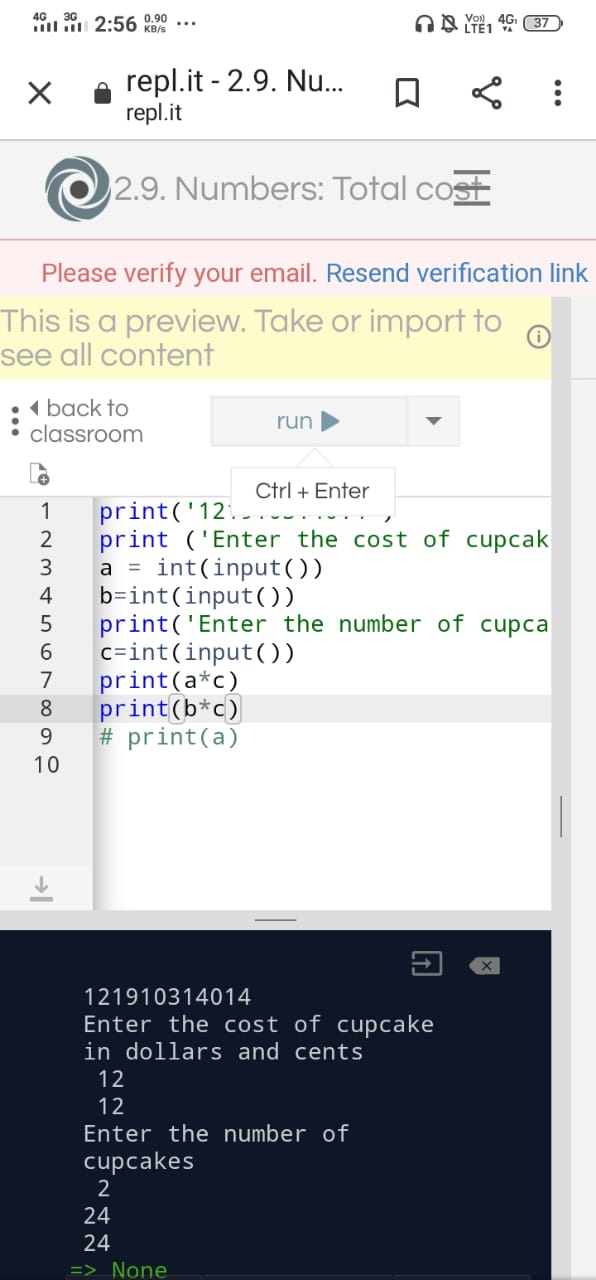 4G 3G 2:56 0.90 KB/s ... Vo)) LTE1 4G 37
repl.it - 2.9. Nu...
repl.it
2.9. Numbers: Total cost
Please verify your email. Resend verification link
This is a preview. Take or import to
see all content
back to
classroom
run
Ctrl + Enter
1 print('121
2 print ('Enter the cost of cupcak
3 a = int(input())
4 b=int(input())
5 print('Enter the number of cupca
6 c=int(input())
7 print(a*c)
8 print(b*c)
9 # print(a)
10
121910314014
Enter the cost of cupcake
in dollars and cents
12
12
Enter the number of
cupcakes
2
24
24
=> None